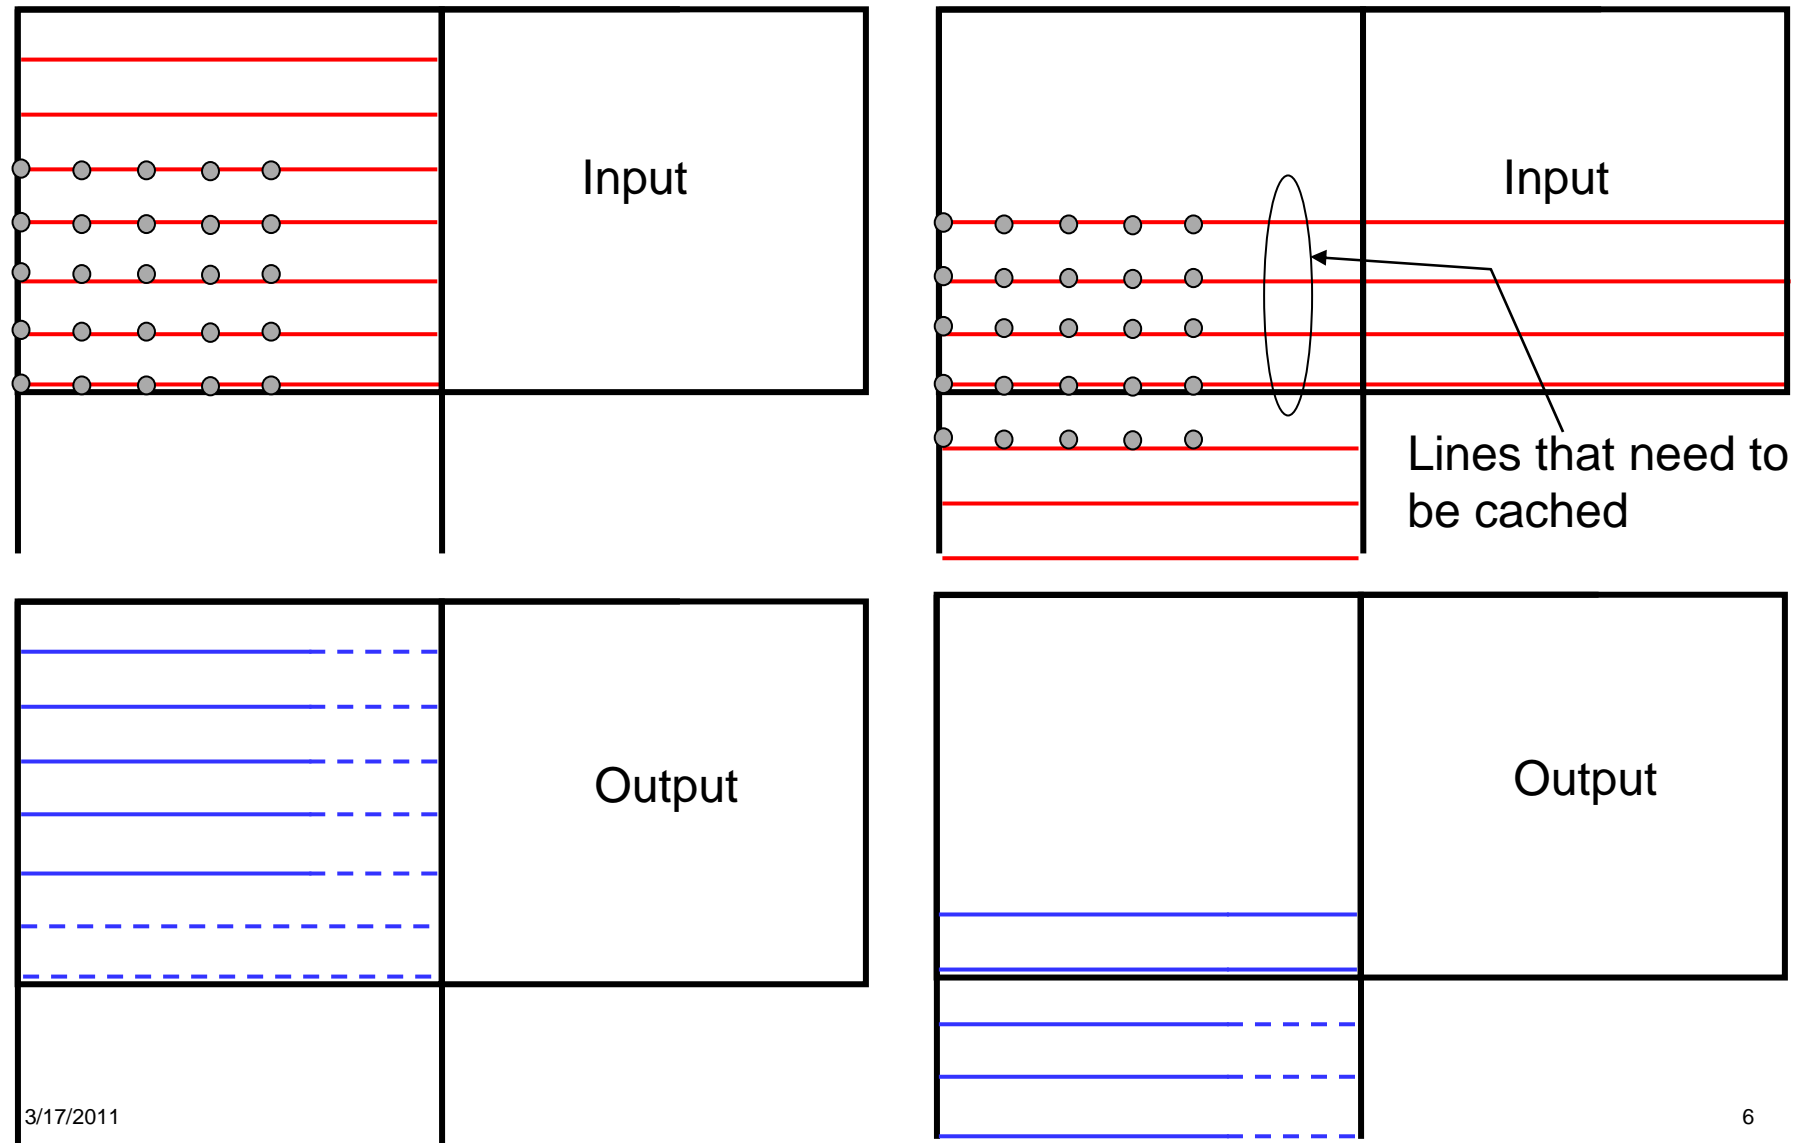 Input
Input
Lines that need to
be cached
Output
Output
3/17/2011
6